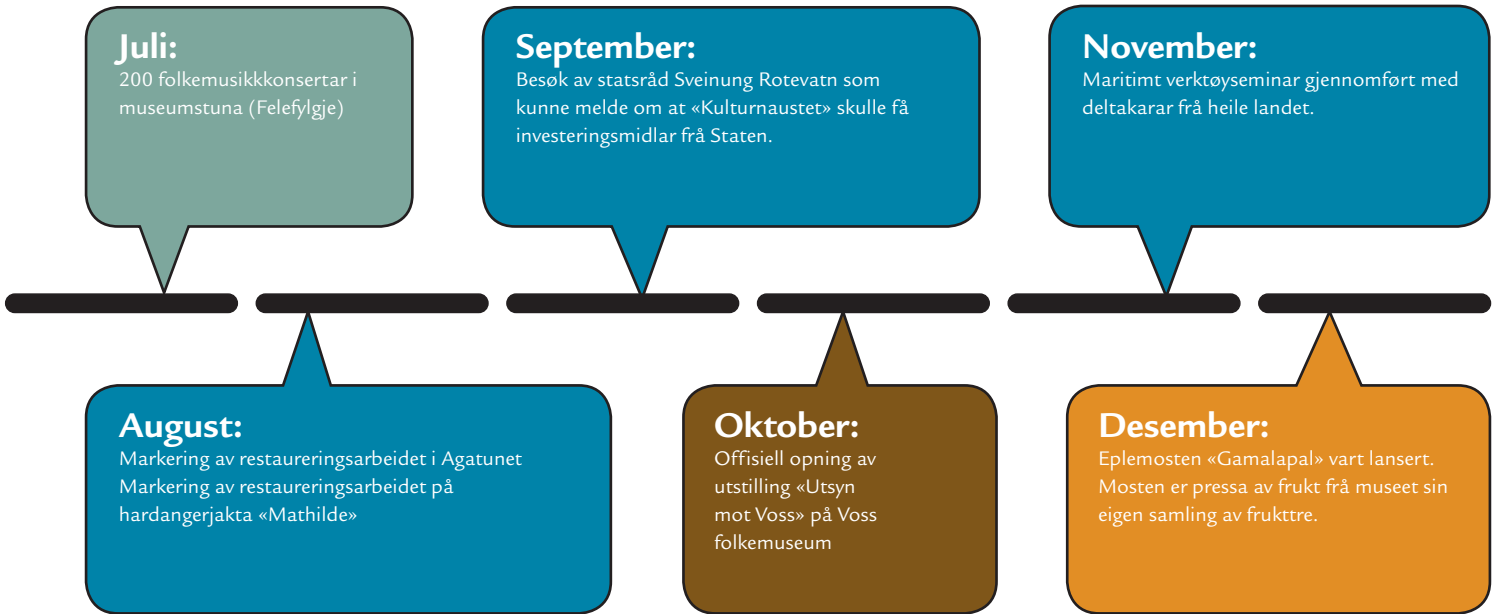 Juli:
200 folkemusikkkonsertar i
museumstuna (Felefylgje)
September:
Besøk av statsråd Sveinung Rotevatn som
kunne melde om at «Kulturnaustet» skulle få
investeringsmidlar frå Staten.
November:
Maritimt verktøyseminar gjennomført med
deltakarar frå heile landet.
August:
Markering av restaureringsarbeidet i Agatunet
Markering av restaureringsarbeidet på
hardangerjakta «Mathilde»
Oktober:
Offisiell opning av
utstilling «Utsyn
mot Voss» på Voss
folkemuseum
Desember:
Eplemosten «Gamalapal» vart lansert.
Mosten er pressa av frukt frå museet sin
eigen samling av frukttre.